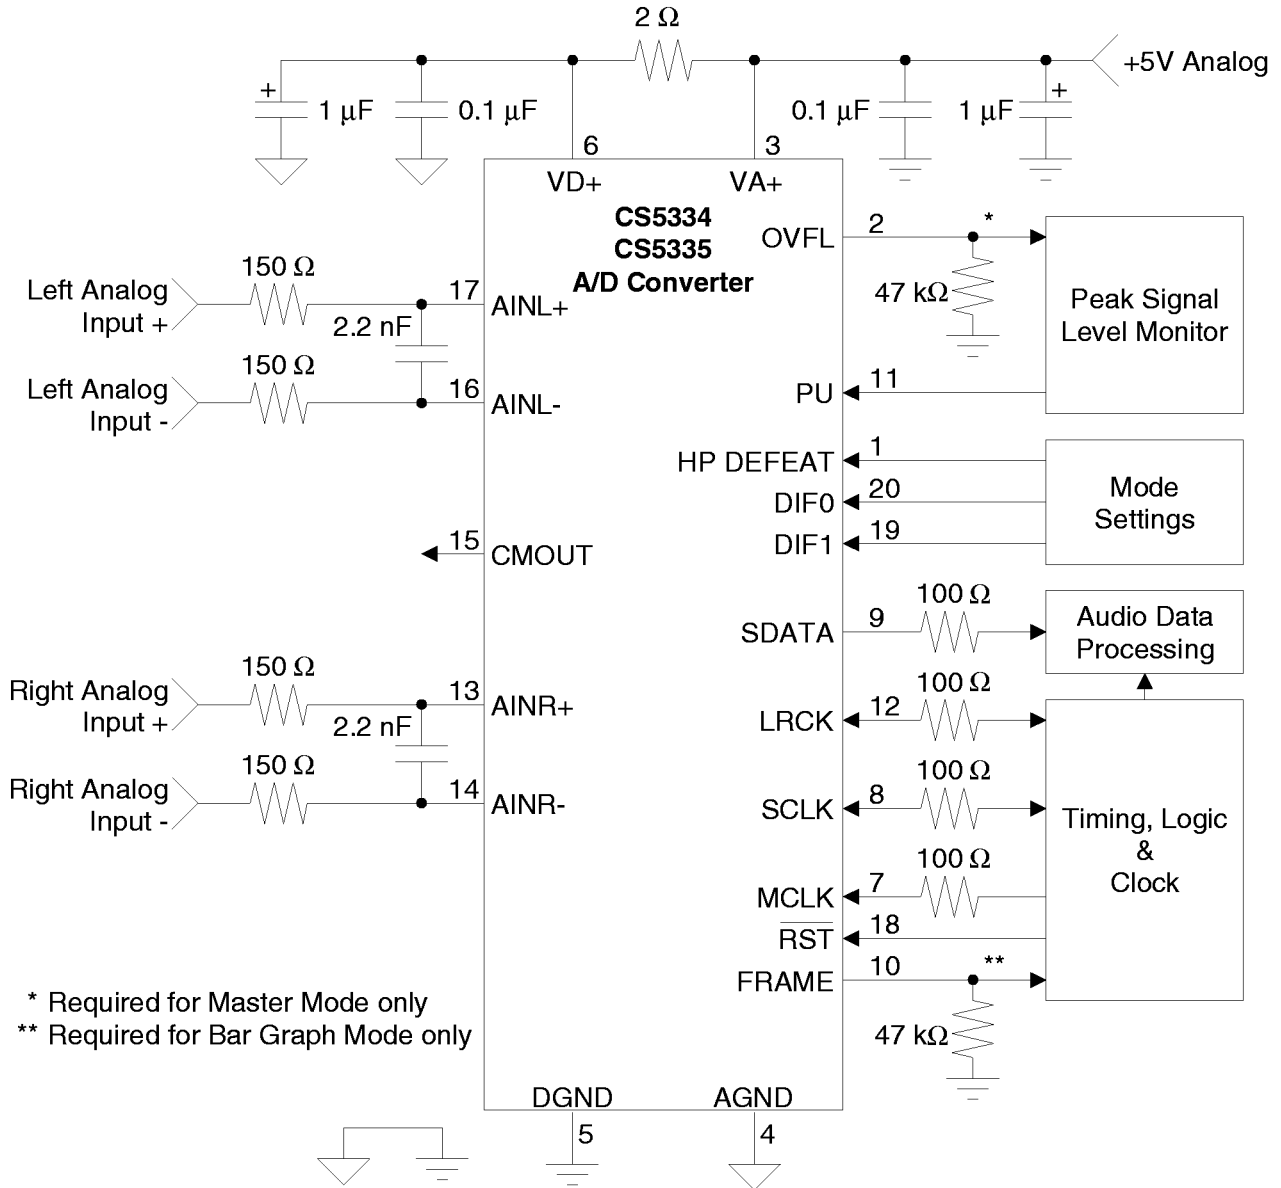 2 Ω
+5V Analog
+
1 μF
0.1 μF
0.1 μF
1 μF
+
6
3
VD+
VA+
CS5334
CS5335
A/D Converter
OVFL
2
*
47 kΩ
Peak Signal
Level Monitor
PU
11
Left Analog
Input +
150 Ω
17
AINL+
2.2 nF
Left Analog
Input -
150 Ω
16
AINL-
HP DEFEAT
1
DIF0
20
DIF1
19
Mode
Settings
15
CMOUT
SDATA
9
100 Ω
Audio Data
Processing
Right Analog
Input +
150 Ω
13
AINR+
2.2 nF
Right Analog
Input -
150 Ω
14
AINR-
LRCK
12
100 Ω
SCLK
8
100 Ω
MCLK
7
100 Ω
RST
18
FRAME
10
**
47 kΩ
Timing, Logic
&
Clock
* Required for Master Mode only
** Required for Bar Graph Mode only
DGND
AGND
5
4